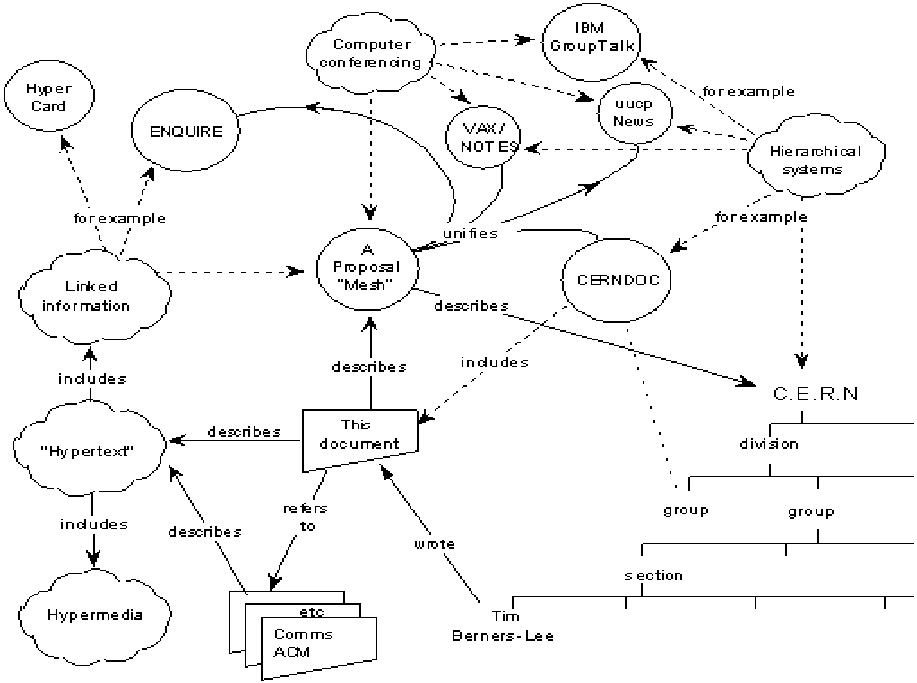 IBM
GroupTalk
Computer
conferencing
Hyper
Card
for example
uucp
News
ENQUIRE
VAX/
NOTES
Hierarchical
systems
for example
for example
unifies
A
Proposal
"Mesh"
CERNDOC
Linked
information
describes
includes
describes
includes
C.E.R.N
This
document
describes
division
"Hypertext"
refers
to
group
group
includes
describes
wrote
section
Hypermedia
etc
Tim
Berners-Lee
Comms
ACM